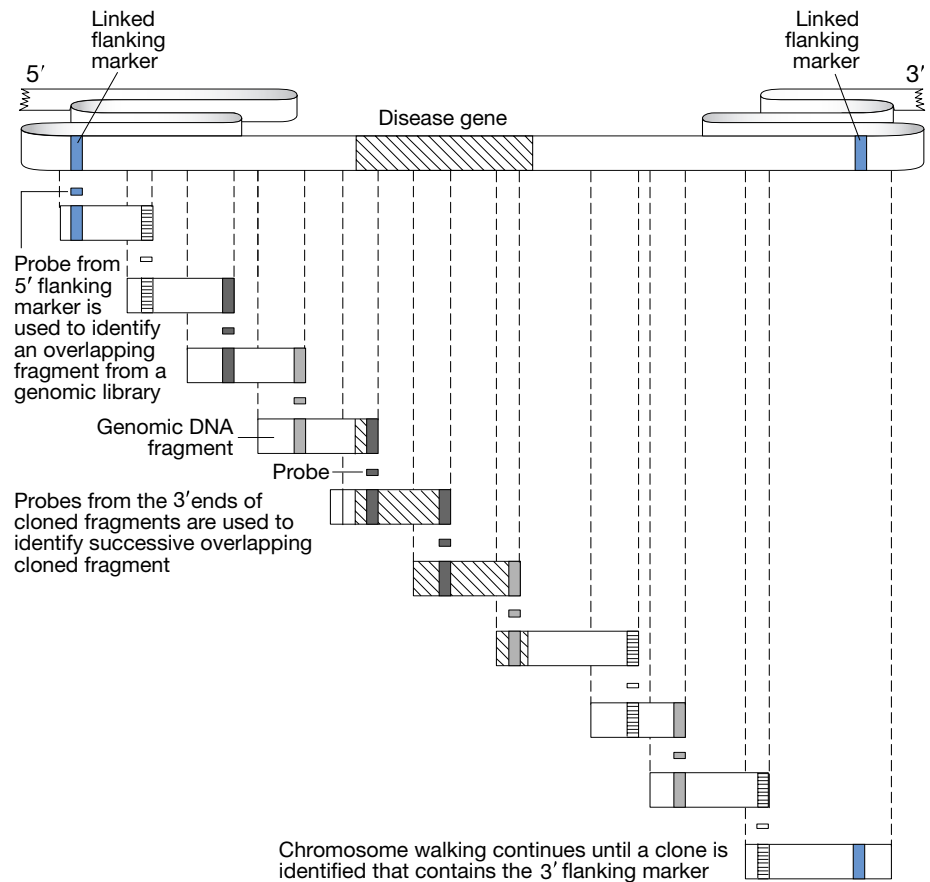 Linked
flanking
marker
Linked
flanking
marker
5′
3′
Disease gene
Probe from
5′ flanking
marker is
used to identify
an overlapping
fragment from a
genomic library
Genomic DNA
fragment
Probe
Probes from the 3′ends of
cloned fragments are used to
identify successive overlapping
cloned fragment
Chromosome walking continues until a clone is
identified that contains the 3′ flanking marker